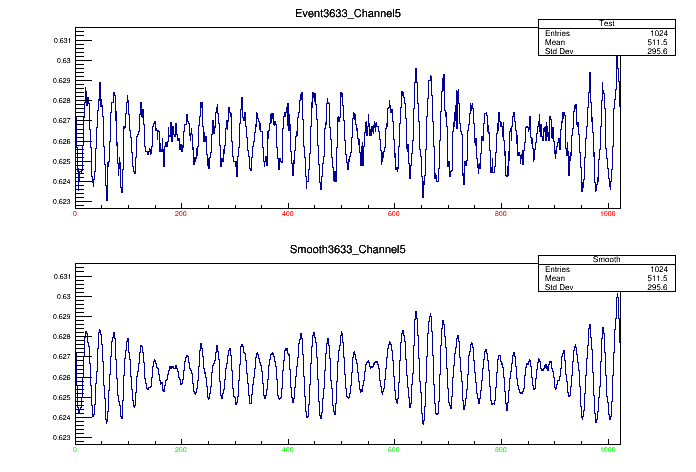 Event3633_Channel5
Test
Entries 1024
Mean 511.5
Std Dev 295.6
0.631
0.63
0.629
0.628
0.627
0.626
0.625
0.624
0.623
0 200 400 600 800 1000
Smooth3633_Channel5
Smooth
Entries 1024
Mean 511.5
Std Dev 295.6
0.631
0.63
0.629
0.628
0.627
0.626
0.625
0.624
0.623
0 200 400 600 800 1000